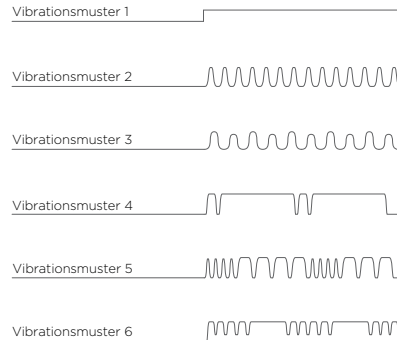 Vibrationsmuster 1
Vibrationsmuster 2
Vibrationsmuster 3
Vibrationsmuster 4
Vibrationsmuster 5
Vibrationsmuster 6